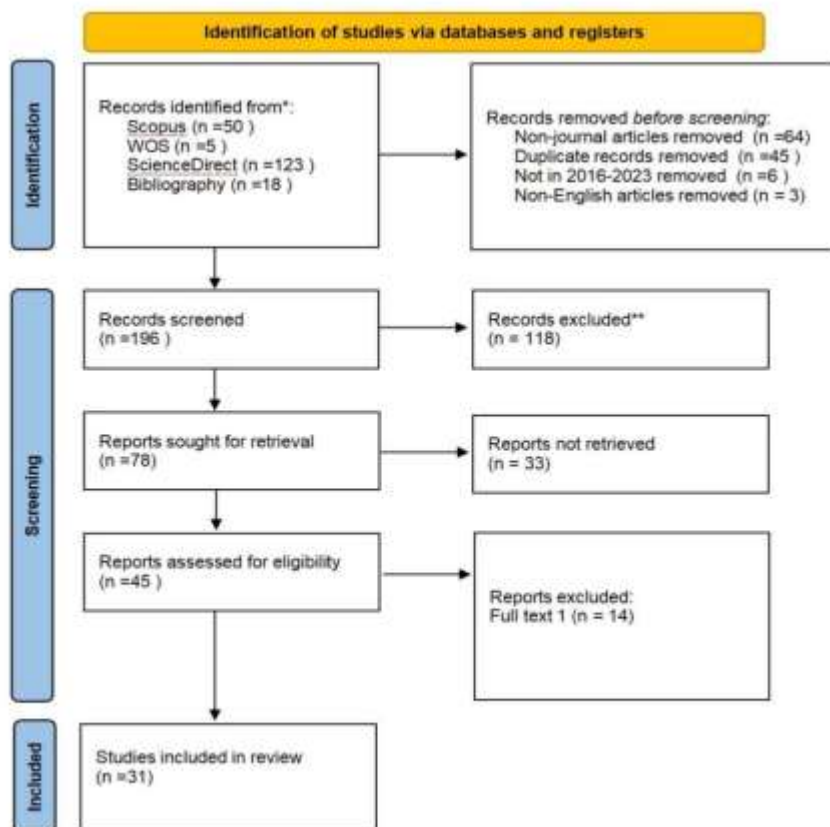 Identification of studies via databases and registers
Identification
Records identified from*:
Scopus (n =50 )
WOS (n =5 )
ScienceDirect (n =123 )
Bibliography (n =18 )
Records removed before screening:
Non-journal articles removed (n =64)
Duplicate records removed (n =45 )
Not in 2016-2023 removed (n =6 )
Non-English articles removed (n = 3)
Screening
Records screened
(n =196 )
Records excluded**
(n = 118)
Reports sought for retrieval
(n =78)
Reports not retrieved
(n = 33)
Reports assessed for eligibility
(n =45 )
Reports excluded:
Full text 1 (n = 14)
Included
Studies included in review
(n =31)